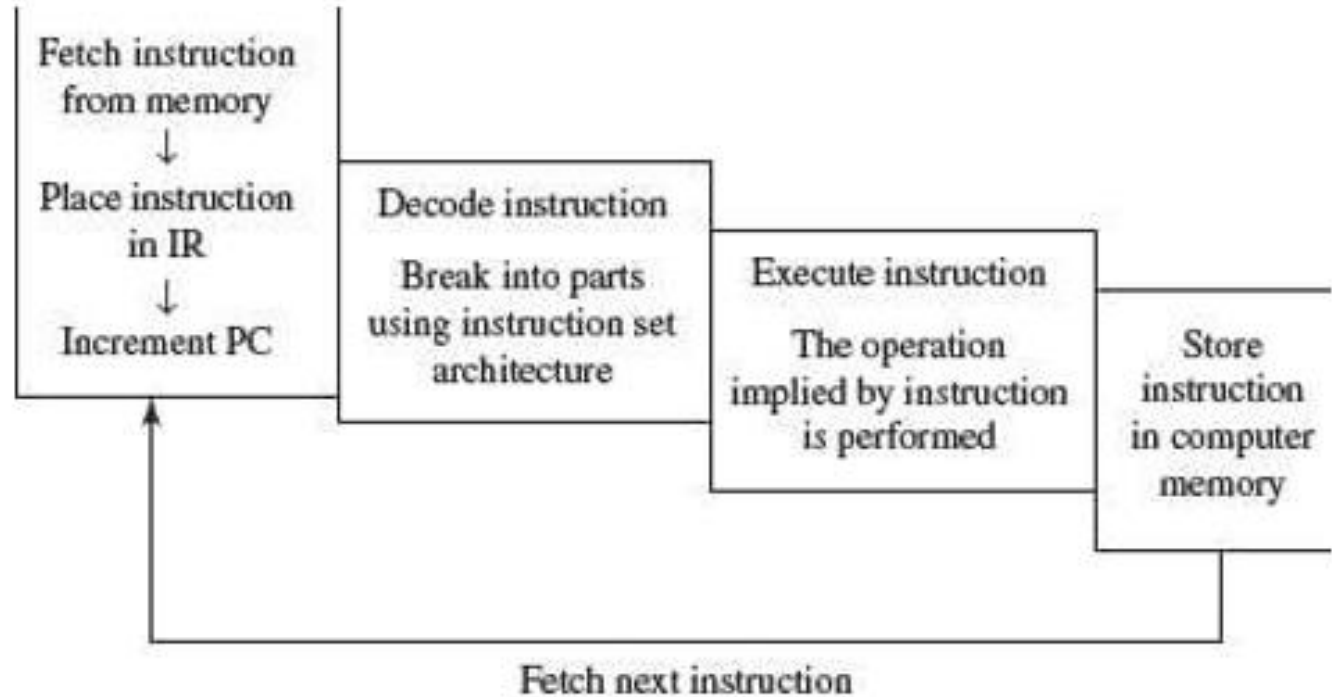 Fetch instruction
from memory
↓
Place instruction
in IR
↓
Increment PC
Decode instruction
Break into parts
using instruction set
architecture
Execute instruction
The operation
implied by instruction
is performed
Store
instruction
in computer
memory
Fetch next instruction